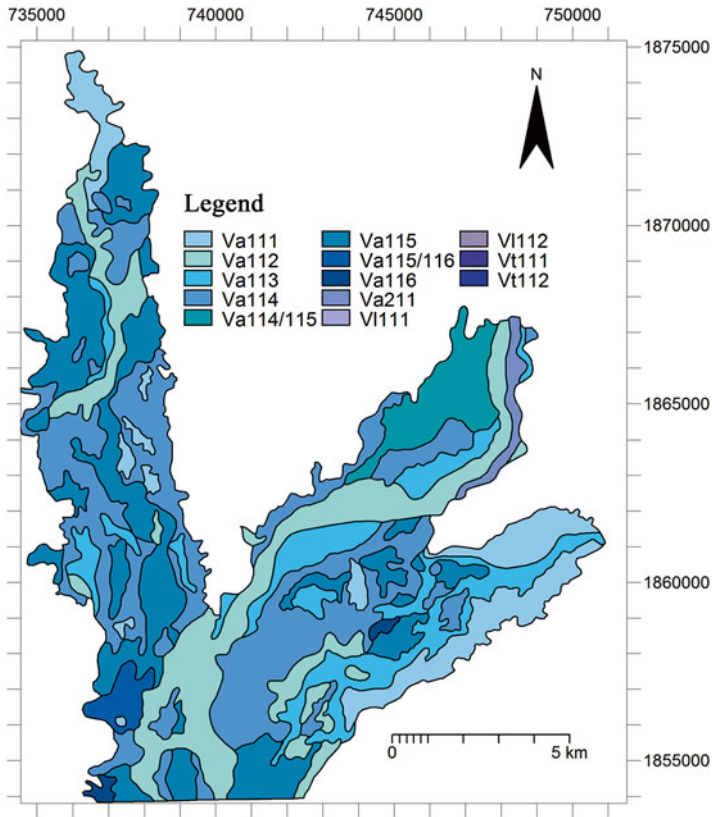 735000 740000 745000 750000
1875000
N
1870000
Legend
Va111 Va115 Vl112
Va112 Va115/116 Vt111
Va113 Va116 Vt112
Va114 Va211
Va114/115 Vl111
1865000
1860000
0 5 km
1855000